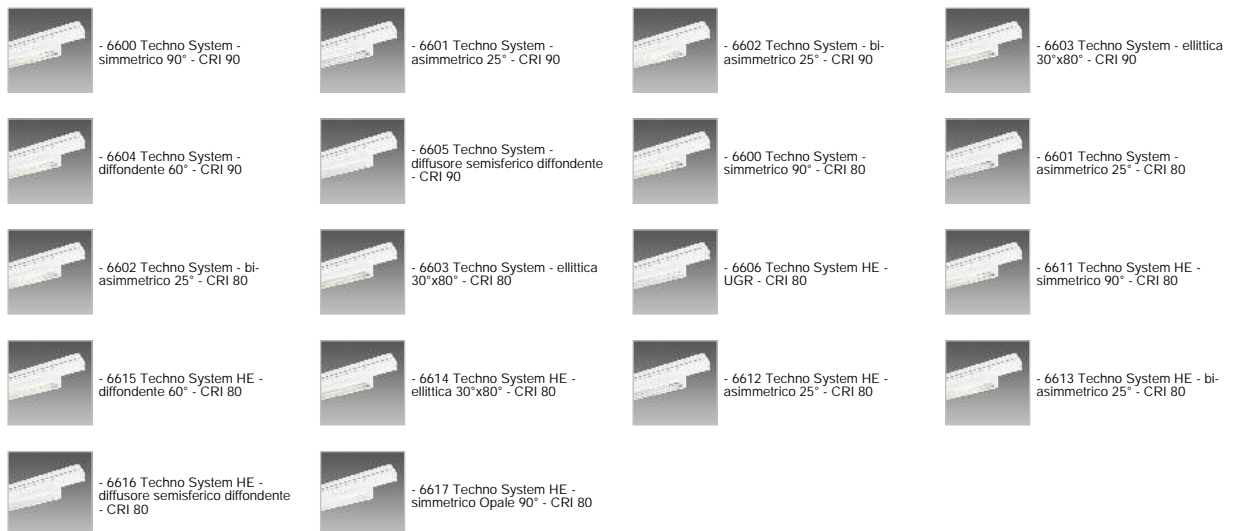 - 6600 Techno System -
simmetrico 90° - CRI 90
- 6601 Techno System -
asimmetrico 25° - CRI 90
- 6602 Techno System - bi-
asimmetrico 25° - CRI 90
- 6603 Techno System - ellittica
30°x80° - CRI 90
- 6604 Techno System -
diffondente 60° - CRI 90
- 6605 Techno System -
diffusore semisferico diffondente
- CRI 90
- 6600 Techno System -
simmetrico 90° - CRI 80
- 6601 Techno System -
asimmetrico 25° - CRI 80
- 6602 Techno System - bi-
asimmetrico 25° - CRI 80
- 6603 Techno System - ellittica
30°x80° - CRI 80
- 6606 Techno System HE -
UGR - CRI 80
- 6611 Techno System HE -
simmetrico 90° - CRI 80
- 6615 Techno System HE -
diffondente 60° - CRI 80
- 6614 Techno System HE -
ellittica 30°x80° - CRI 80
- 6612 Techno System HE -
asimmetrico 25° - CRI 80
- 6613 Techno System HE - bi-
asimmetrico 25° - CRI 80
- 6616 Techno System HE -
diffusore semisferico diffondente
- CRI 80
- 6617 Techno System HE -
simmetrico Opale 90° - CRI 80